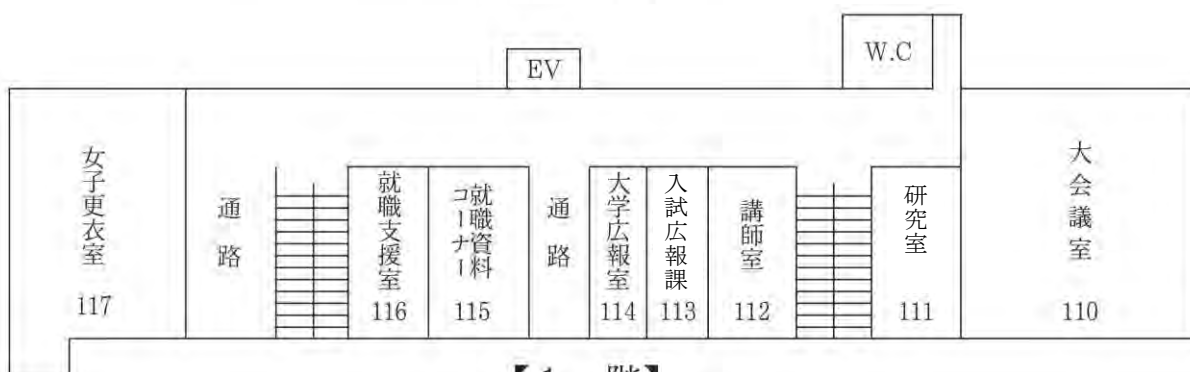 EV
W.C
女子更衣室
117
通路
就職支援室
116
就職資料
コーナー
115
通路
大学広報室
114
入試広報課
113
講師室
112
研究室
111
大会議室
110